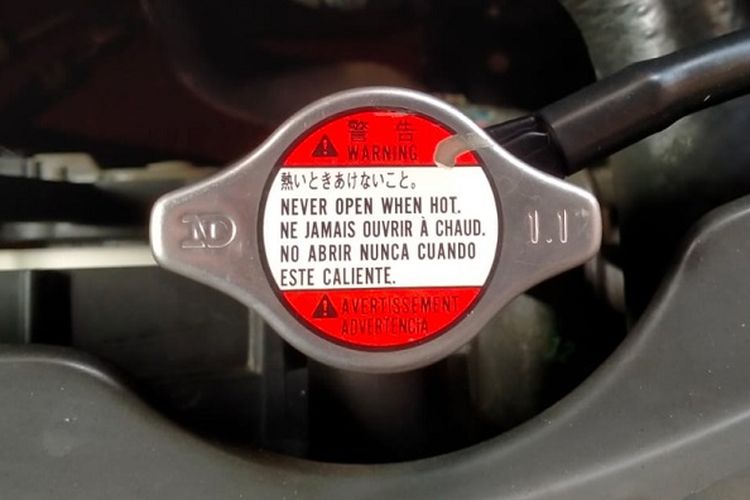 警 告
WARNING
熱いときあけないこと。
NEVER OPEN WHEN HOT.
NE JAMAIS OUVRIR À CHAUD.
NO ABRIR NUNCA CUANDO
ESTE CALIENTE.
AVERTISSEMENT
ADVERTENCIA
ND
1.1